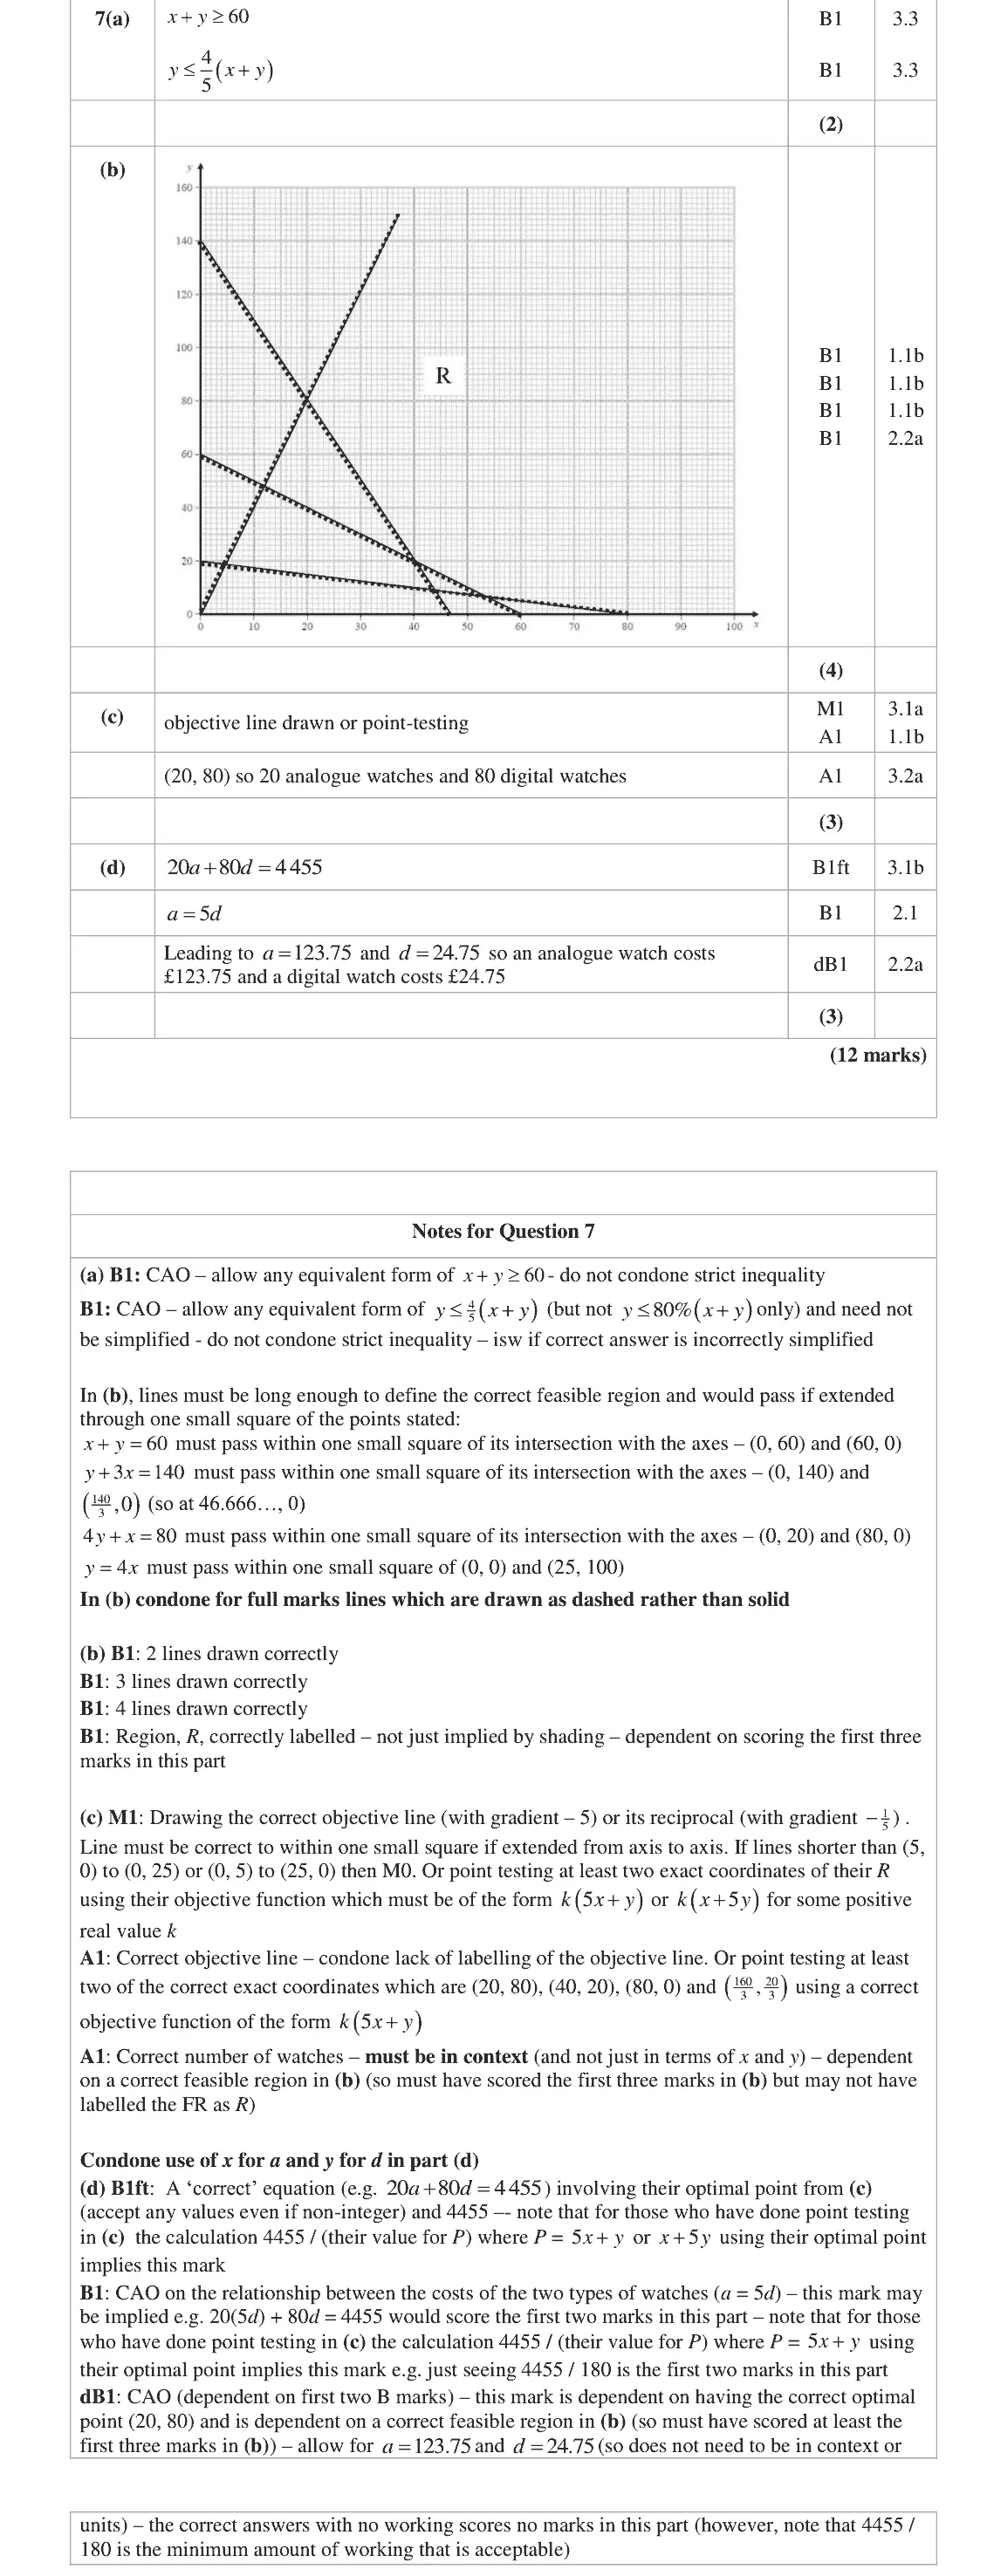 7(a) x + y ≥ 60 B1 3.3
y ≤ 4/5 (x + y) B1 3.3
(2)
(b)
y
160
140
120
100
80
60
40
20
0
R
0 10 20 30 40 50 60 70 80 90 100 x
B1 1.1b
B1 1.1b
B1 1.1b
B1 2.2a
(4)
(c) objective line drawn or point-testing M1 3.1a
A1 1.1b
(20, 80) so 20 analogue watches and 80 digital watches A1 3.2a
(3)
(d) 20a + 80d = 4455 B1ft 3.1b
a = 5d B1 2.1
Leading to a = 123.75 and d = 24.75 so an analogue watch costs
£123.75 and a digital watch costs £24.75 dB1 2.2a
(3)
(12 marks)
Notes for Question 7
(a) B1: CAO – allow any equivalent form of x + y ≥ 60 - do not condone strict inequality
B1: CAO – allow any equivalent form of y ≤ 4/5 (x + y) (but not y ≤ 80%(x + y) only) and need not
be simplified - do not condone strict inequality – isw if correct answer is incorrectly simplified
In (b), lines must be long enough to define the correct feasible region and would pass if extended
through one small square of the points stated:
x + y = 60 must pass within one small square of its intersection with the axes – (0, 60) and (60, 0)
y + 3x = 140 must pass within one small square of its intersection with the axes – (0, 140) and
(140/3, 0) (so at 46.666…, 0)
4y + x = 80 must pass within one small square of its intersection with the axes – (0, 20) and (80, 0)
y = 4x must pass within one small square of (0, 0) and (25, 100)
In (b) condone for full marks lines which are drawn as dashed rather than solid
(b) B1: 2 lines drawn correctly
B1: 3 lines drawn correctly
B1: 4 lines drawn correctly
B1: Region, R, correctly labelled – not just implied by shading – dependent on scoring the first three
marks in this part
(c) M1: Drawing the correct objective line (with gradient – 5) or its reciprocal (with gradient −1/5) .
Line must be correct to within one small square if extended from axis to axis. If lines shorter than (5,
0) to (0, 25) or (0, 5) to (25, 0) then M0. Or point testing at least two exact coordinates of their R
using their objective function which must be of the form k(5x + y) or k(x + 5y) for some positive
real value k
A1: Correct objective line – condone lack of labelling of the objective line. Or point testing at least
two of the correct exact coordinates which are (20, 80), (40, 20), (80, 0) and (160/3, 20/3) using a correct
objective function of the form k(5x + y)
A1: Correct number of watches – must be in context (and not just in terms of x and y) – dependent
on a correct feasible region in (b) (so must have scored the first three marks in (b) but may not have
labelled the FR as R)
Condone use of x for a and y for d in part (d)
(d) B1ft: A ‘correct’ equation (e.g. 20a + 80d = 4455) involving their optimal point from (c)
(accept any values even if non-integer) and 4455 –- note that for those who have done point testing
in (c) the calculation 4455 / (their value for P) where P = 5x + y or x + 5y using their optimal point
implies this mark
B1: CAO on the relationship between the costs of the two types of watches (a = 5d) – this mark may
be implied e.g. 20(5d) + 80d = 4455 would score the first two marks in this part – note that for those
who have done point testing in (c) the calculation 4455 / (their value for P) where P = 5x + y using
their optimal point implies this mark e.g. just seeing 4455 / 180 is the first two marks in this part
dB1: CAO (dependent on first two B marks) – this mark is dependent on having the correct optimal
point (20, 80) and is dependent on a correct feasible region in (b) (so must have scored at least the
first three marks in (b)) – allow for a = 123.75 and d = 24.75 (so does not need to be in context or
units) – the correct answers with no working scores no marks in this part (however, note that 4455 /
180 is the minimum amount of working that is acceptable)